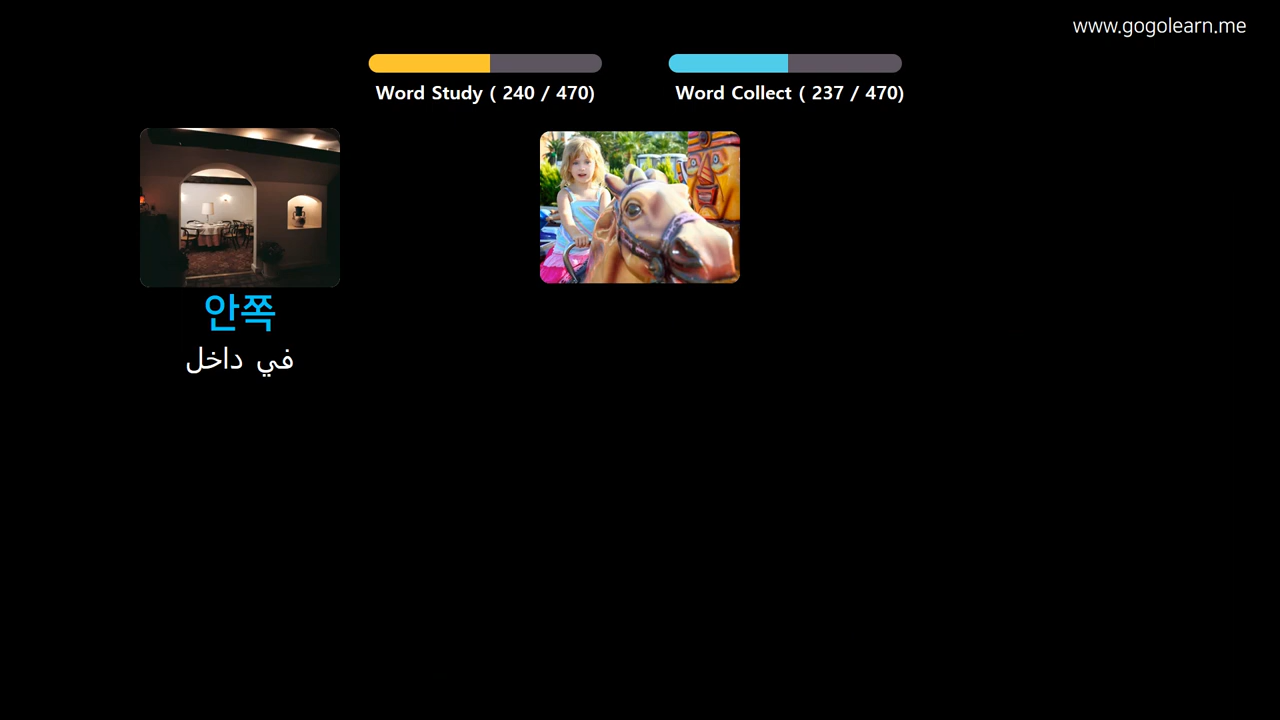 www.gogolearn.me
Word Study ( 240 / 470)
Word Collect ( 237 / 470)
안쪽
في داخل